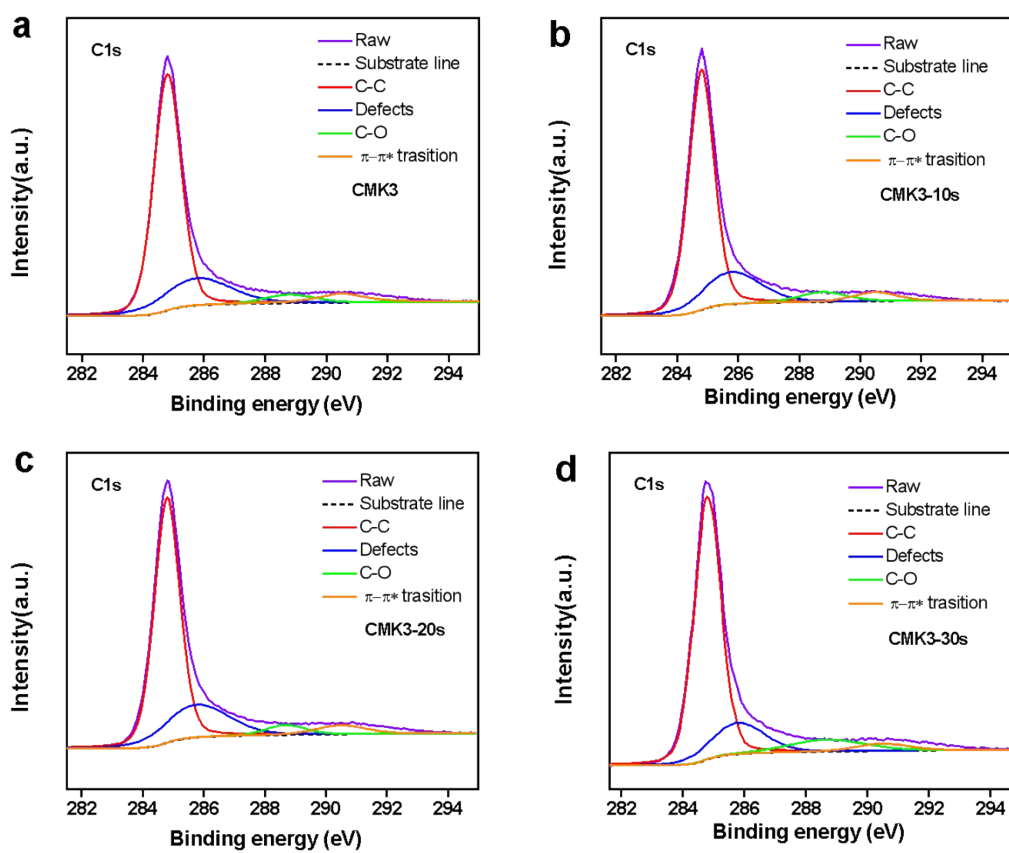 a
C1s
Raw
Substrate line
C-C
Defects
C-O
π-π* trasition
CMK3
Intensity(a.u.)
282 284 286 288 290 292 294
Binding energy (eV)
b
C1s
Raw
Substrate line
C-C
Defects
C-O
π-π* trasition
CMK3-10s
Intensity(a.u.)
282 284 286 288 290 292 294
Binding energy (eV)
c
C1s
Raw
Substrate line
C-C
Defects
C-O
π-π* trasition
CMK3-20s
Intensity(a.u.)
282 284 286 288 290 292 294
Binding energy (eV)
d
C1s
Raw
Substrate line
C-C
Defects
C-O
π-π* trasition
CMK3-30s
Intensity(a.u.)
282 284 286 288 290 292 294
Binding energy (eV)